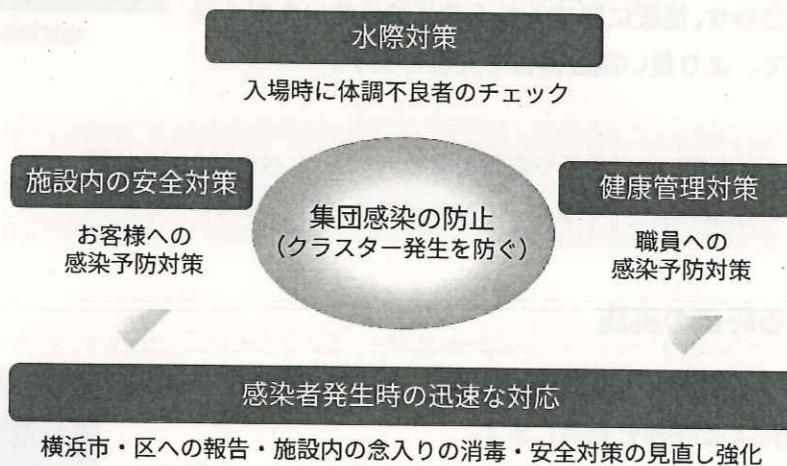 水際対策
入場時に体調不良者のチェック
施設内の安全対策
お客様への
感染予防対策
集団感染の防止
（クラスター発生を防ぐ）
健康管理対策
職員への
感染予防対策
感染者発生時の迅速な対応
横浜市・区への報告・施設内の念入りの消毒・安全対策の見直し強化